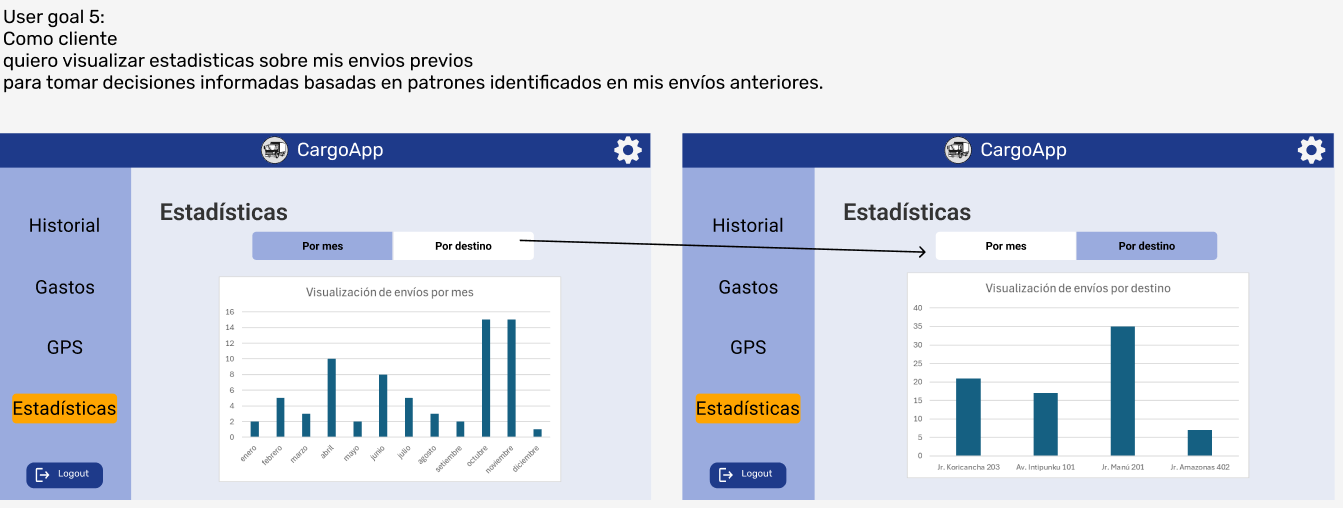 User goal 5:
Como cliente
quiero visualizar estadisticas sobre mis envios previos
para tomar decisiones informadas basadas en patrones identificados en mis envíos anteriores.
CargoApp
Historial
Gastos
GPS
Estadísticas
Logout
Estadísticas
Por mes
Por destino
Visualización de envíos por mes
16
14
12
10
8
6
4
2
0
enero
febrero
marzo
abril
mayo
junio
julio
agosto
setiembre
octubre
noviembre
diciembre
CargoApp
Historial
Gastos
GPS
Estadísticas
Logout
Estadísticas
Por mes
Por destino
Visualización de envíos por destino
40
35
30
25
20
15
10
5
0
Jr. Koricancha 203
Av. Intipunku 101
Jr. Manú 201
Jr. Amazonas 402